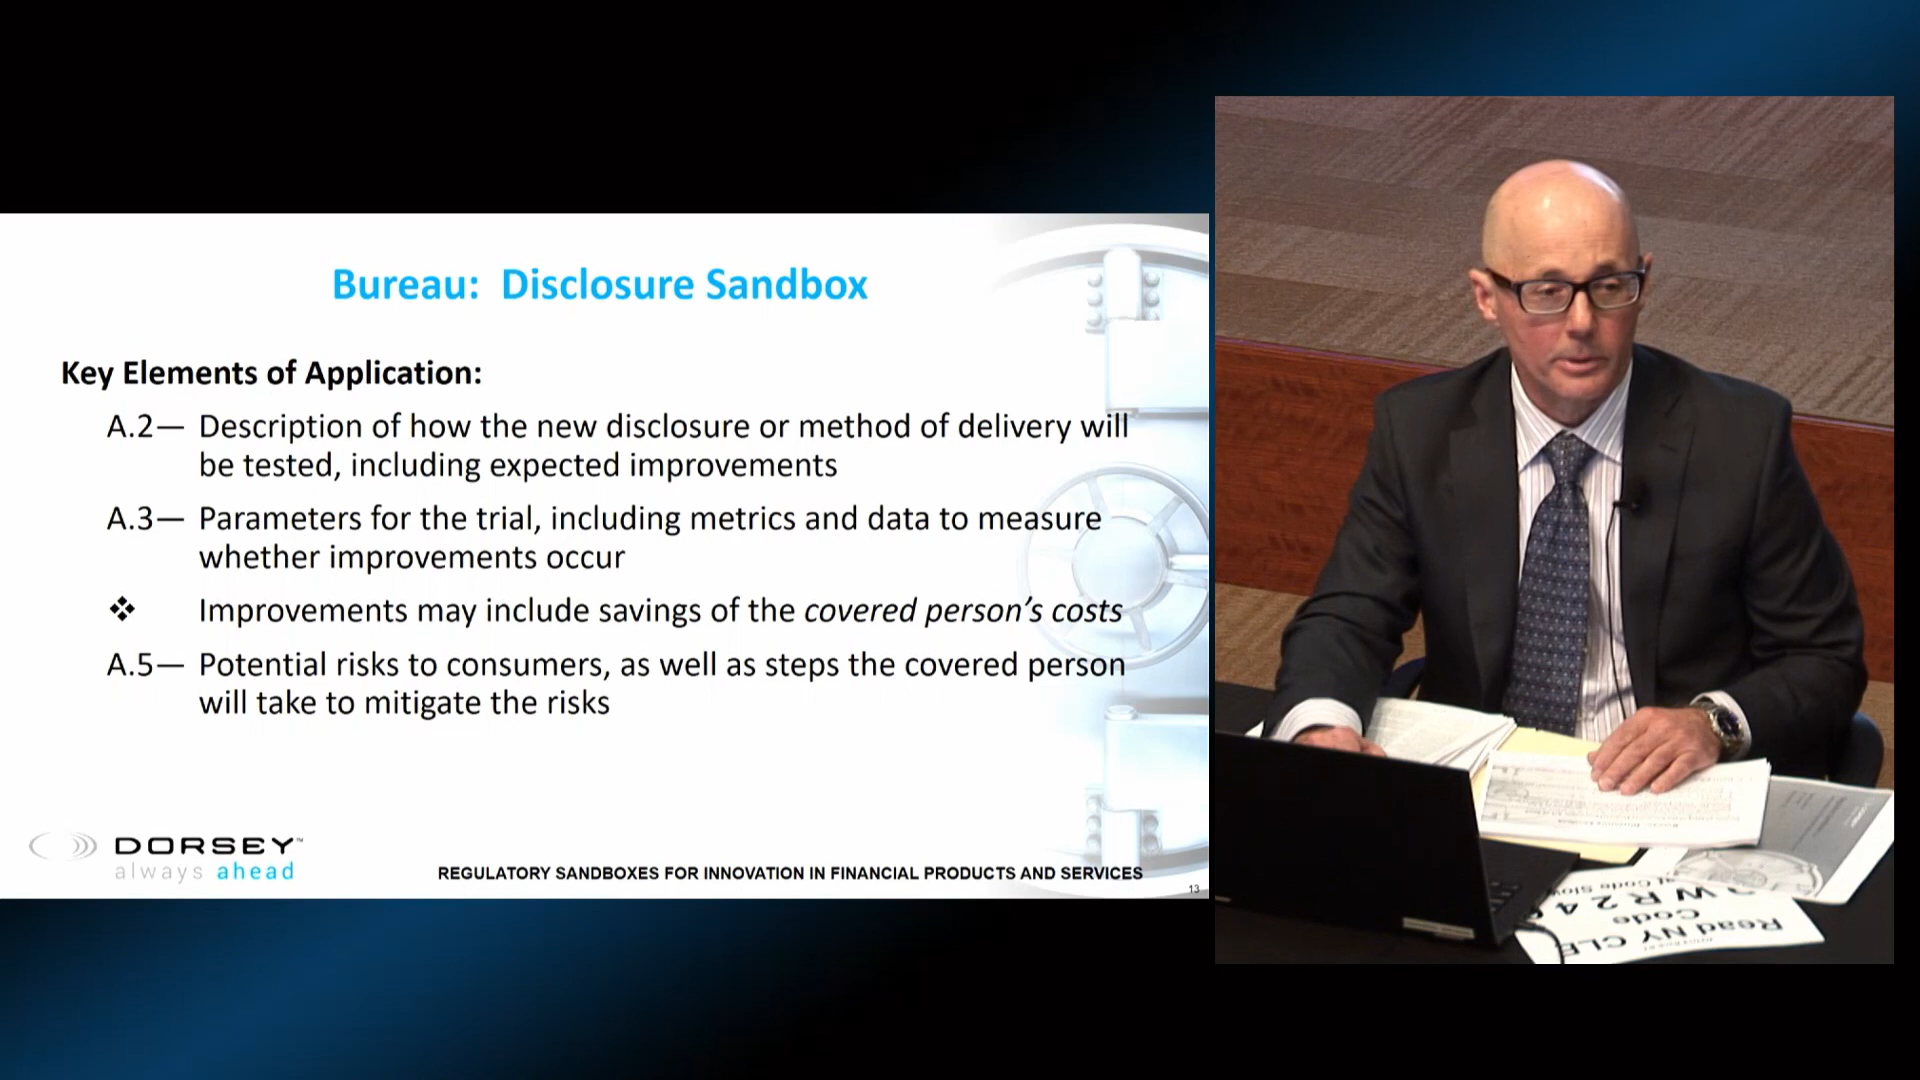 Bureau: Disclosure Sandbox
Key Elements of Application:
A.2— Description of how the new disclosure or method of delivery will
be tested, including expected improvements
A.3— Parameters for the trial, including metrics and data to measure
whether improvements occur
❖ Improvements may include savings of the covered person's costs
A.5— Potential risks to consumers, as well as steps the covered person
will take to mitigate the risks
DORSEY™
always ahead
REGULATORY SANDBOXES FOR INNOVATION IN FINANCIAL PRODUCTS AND SERVICES
13
Read NY CLE
Code